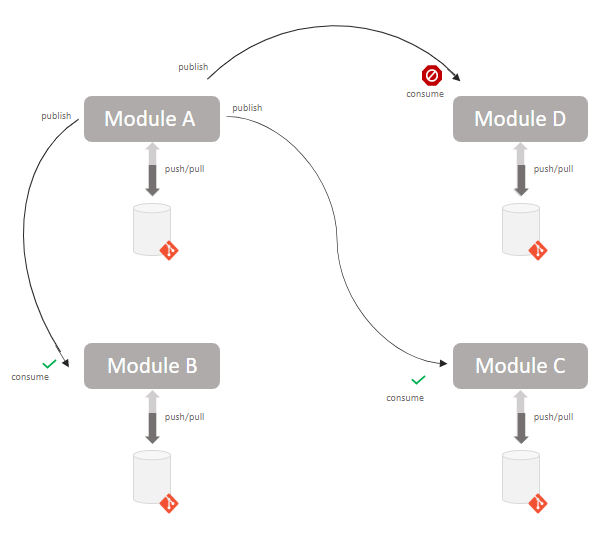 publish
consume
publish
Module A
publish
Module D
push/pull
push/pull
Module B
Module C
consume
consume
push/pull
push/pull